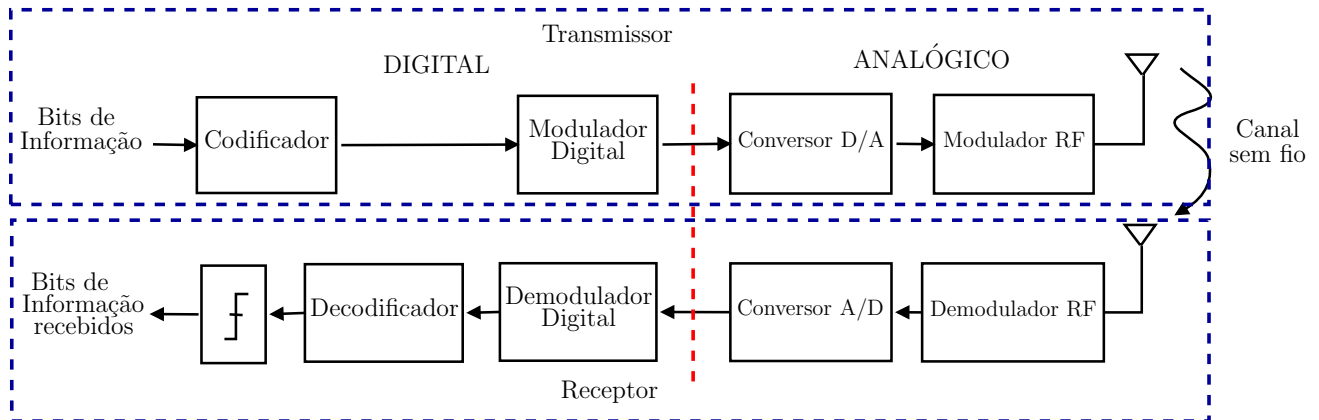 Transmissor
DIGITAL
ANALÓGICO
Bits de
Informação
Codificador
Modulador
Digital
Conversor D/A
Modulador RF
Canal
sem fio
Bits de
Informação
recebidos
Decodificador
Demodulador
Digital
Conversor A/D
Demodulador RF
Receptor